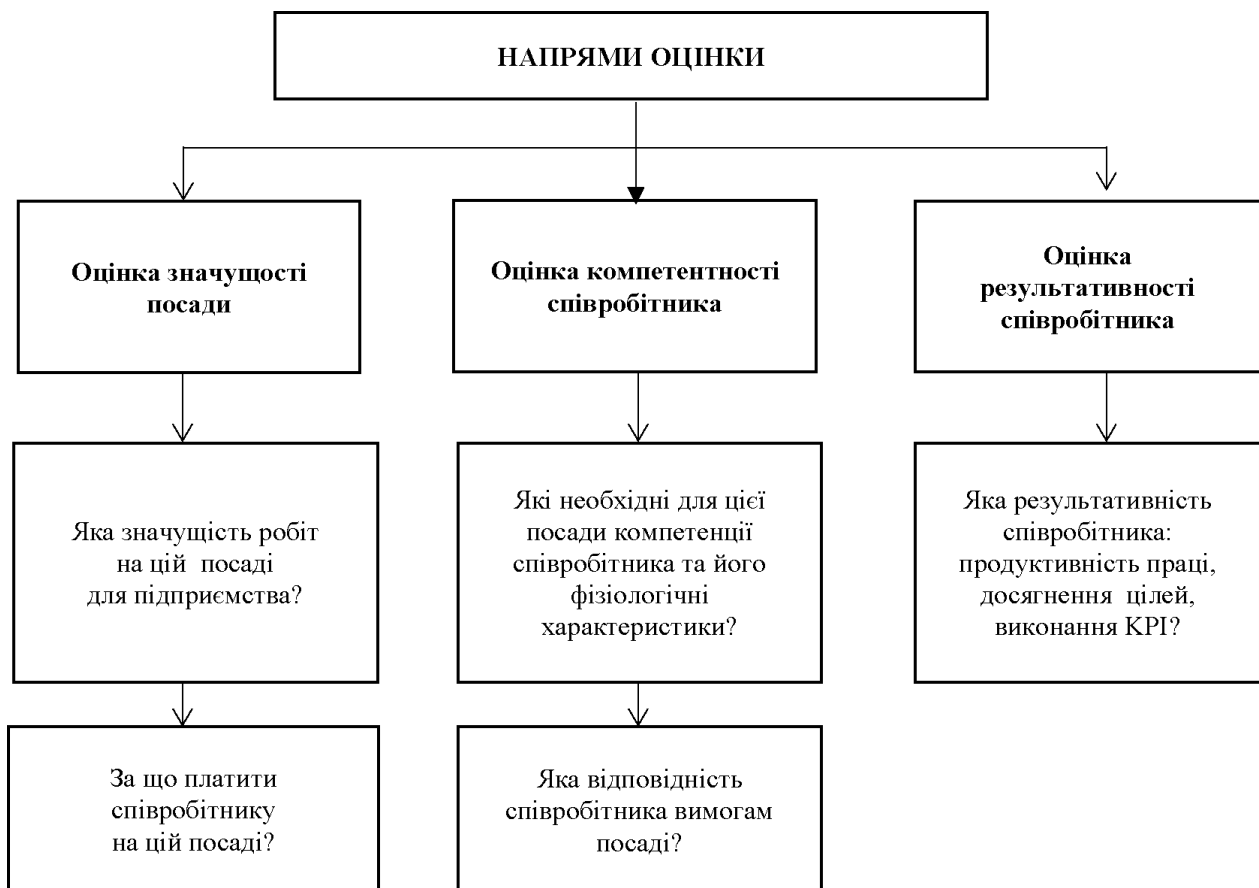 НАПРЯМИ ОЦІНКИ
Оцінка значущості
посади
Оцінка компетентності
співробітника
Оцінка
результативності
співробітника
Яка значущість робіт
на цій посаді
для підприємства?
Які необхідні для цієї
посади компетенції
співробітника та його
фізіологічні
характеристики?
Яка результативність
співробітника:
продуктивність праці,
досягнення цілей,
виконання KPI?
За що платити
співробітнику
на цій посаді?
Яка відповідність
співробітника вимогам
посаді?